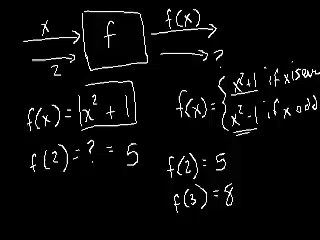 x f f(x)
2 ?
f(x) = x² + 1
f(2) = ? = 5
f(x) = { x²+1 if x is even
x²-1 if x odd
f(2) = 5
f(3) = 8